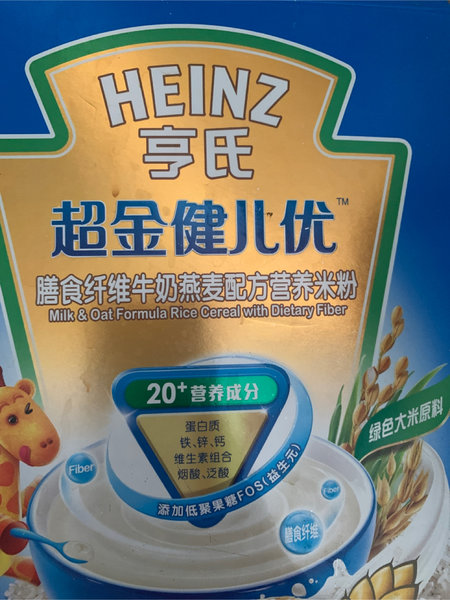 HEINZ
亨氏
超金健儿优™
膳食纤维牛奶燕麦配方营养米粉
Milk & Oat Formula Rice Cereal with Dietary Fiber
20+营养成分
蛋白质
铁、锌、钙
维生素组合
烟酸、泛酸
添加低聚果糖FOS(益生元)
绿色大米原料
Fiber
Fiber
膳食纤维